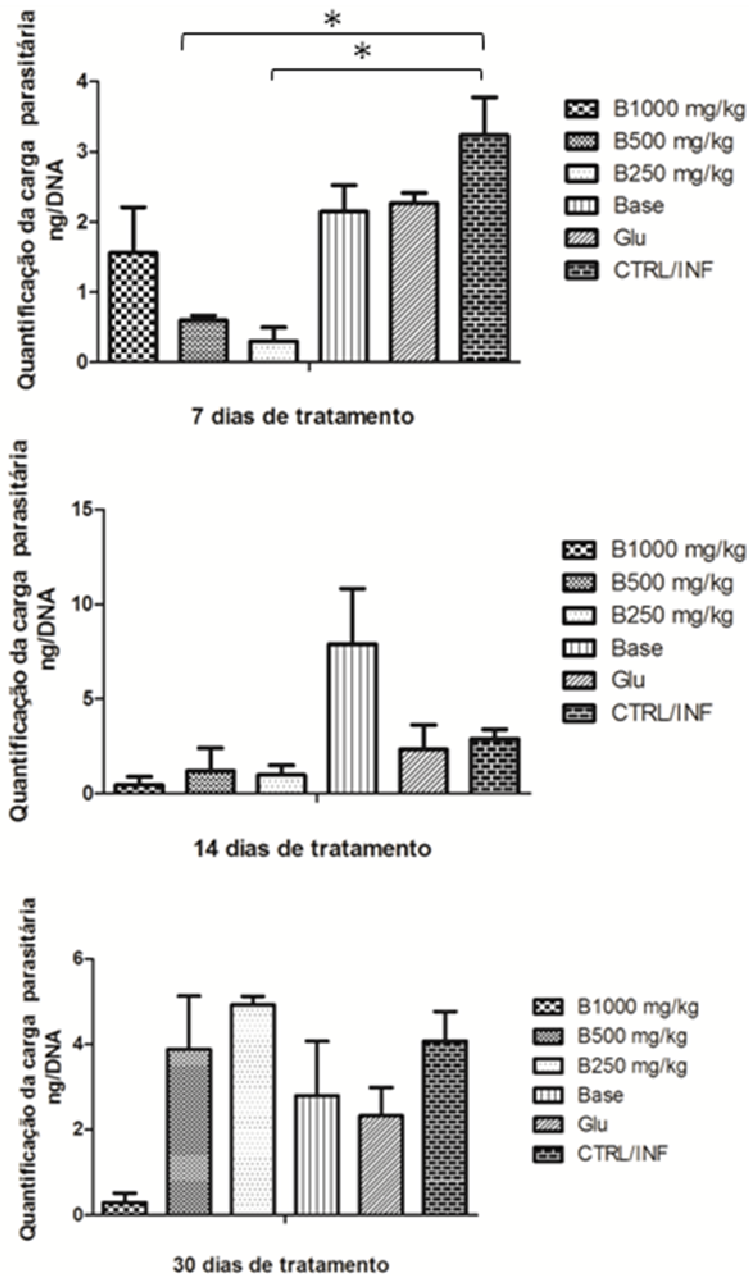 * 
*
Quantificação da carga parasitária
ng/DNA
4
3
2
1
0
B1000 mg/kg
B500 mg/kg
B250 mg/kg
Base
Glu
CTRL/INF
7 dias de tratamento
Quantificação da carga parasitária
ng/DNA
15
10
5
0
B1000 mg/kg
B500 mg/kg
B250 mg/kg
Base
Glu
CTRL/INF
14 dias de tratamento
Quantificação da carga parasitária
ng/DNA
6
4
2
0
B1000 mg/kg
B500 mg/kg
B250 mg/kg
Base
Glu
CTRL/INF
30 dias de tratamento